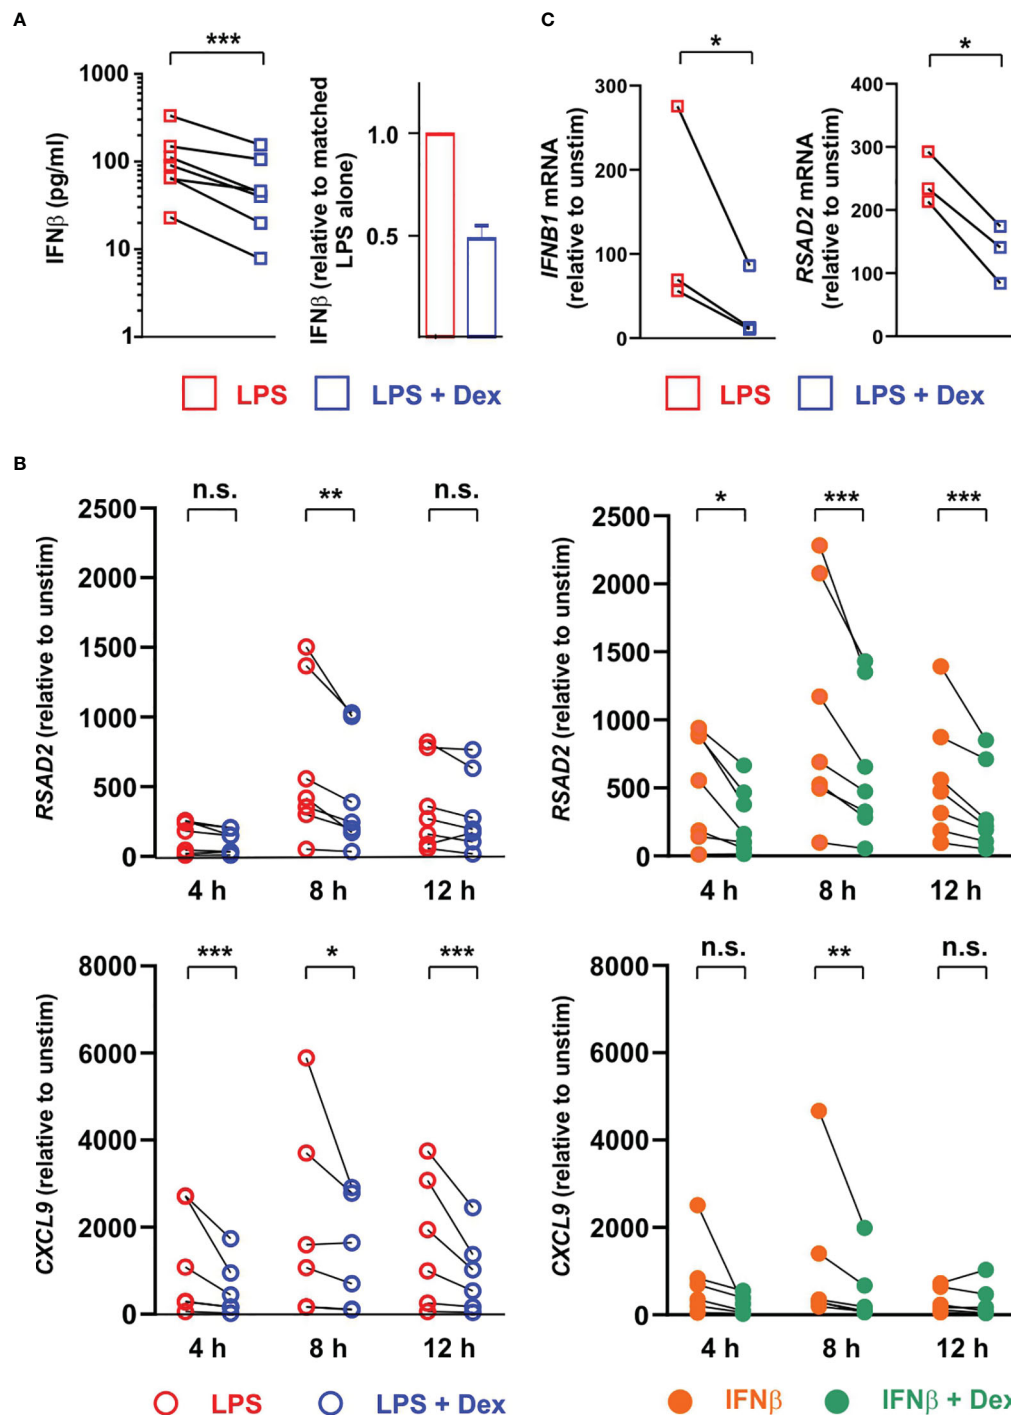 A
***
IFNβ (pg/ml)
1000
100
10
1
IFNβ (relative to matched
LPS alone)
1.0
0.5
LPS
LPS + Dex
C
*
IFNB1 mRNA
(relative to unstim)
300
200
100
0
*
RSAD2 mRNA
(relative to unstim)
400
300
200
100
0
LPS
LPS + Dex
B
n.s.
**
n.s.
RSAD2 (relative to unstim)
2500
2000
1500
1000
500
0
4 h
8 h
12 h
*
***
***
RSAD2 (relative to unstim)
2500
2000
1500
1000
500
0
4 h
8 h
12 h
***
*
***
CXCL9 (relative to unstim)
8000
6000
4000
2000
0
4 h
8 h
12 h
LPS
LPS + Dex
n.s.
**
n.s.
CXCL9 (relative to unstim)
8000
6000
4000
2000
0
4 h
8 h
12 h
IFNβ
IFNβ + Dex